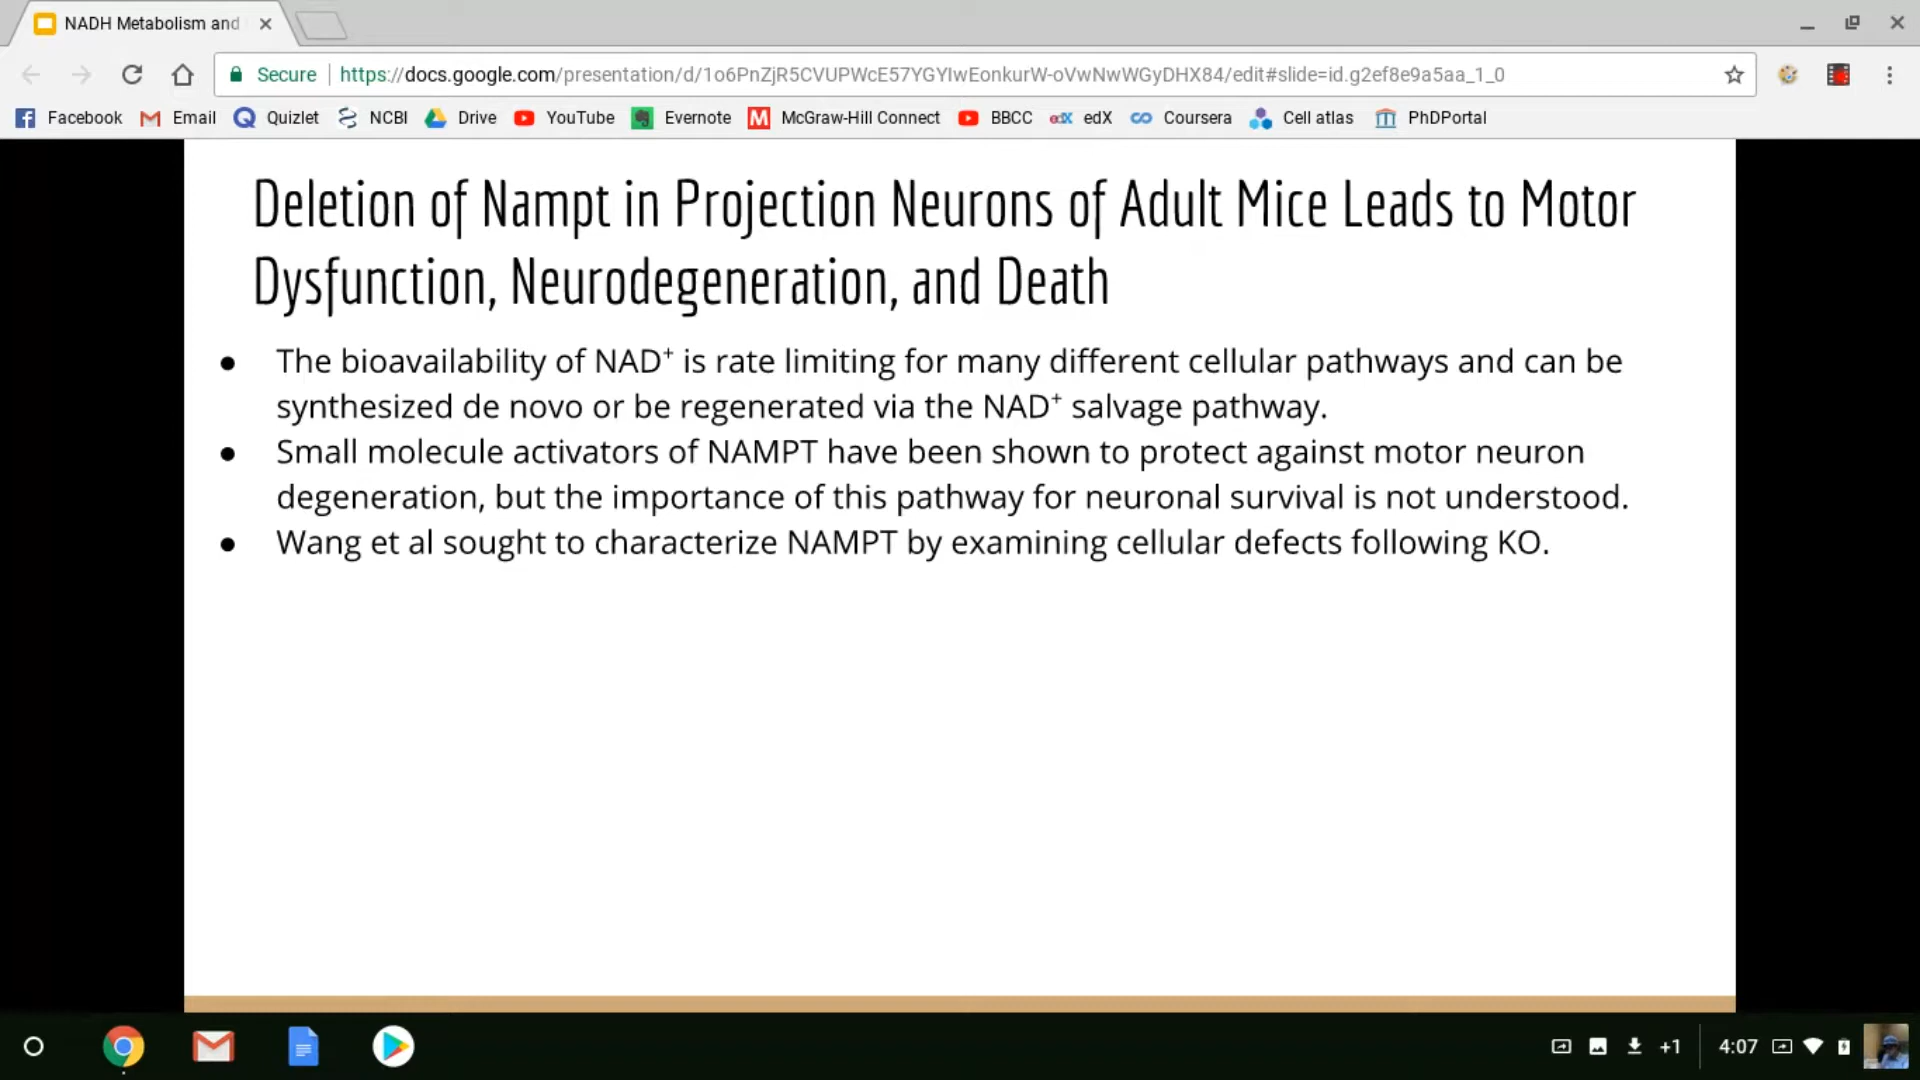 NADH Metabolism and
Secure https://docs.google.com/presentation/d/1o6PnZjR5CVUPWcE57YGYIwEonkurW-oVwNwWGyDHX84/edit#slide=id.g2ef8e9a5aa_1_0
Facebook Email Quizlet NCBI Drive YouTube Evernote McGraw-Hill Connect BBCC edX Coursera Cell atlas PhDPortal
Deletion of Nampt in Projection Neurons of Adult Mice Leads to Motor
Dysfunction, Neurodegeneration, and Death
● The bioavailability of NAD⁺ is rate limiting for many different cellular pathways and can be
synthesized de novo or be regenerated via the NAD⁺ salvage pathway.
● Small molecule activators of NAMPT have been shown to protect against motor neuron
degeneration, but the importance of this pathway for neuronal survival is not understood.
● Wang et al sought to characterize NAMPT by examining cellular defects following KO.
+1 4:07